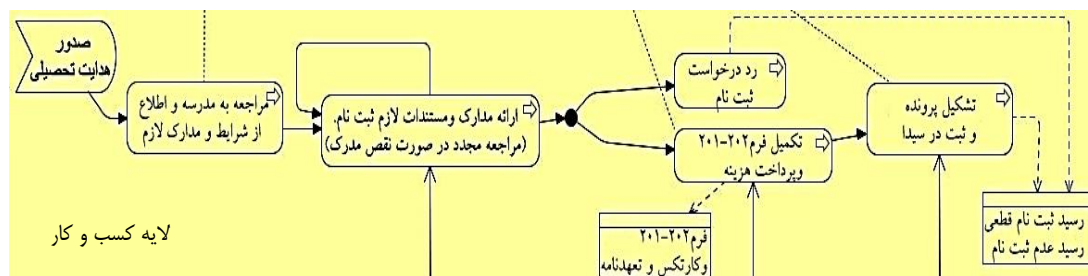 صدور
هدایت تحصیلی
مراجعه به مدرسه و اطلاع
از شرایط و مدارک لازم
ارائه مدارک ومستندات لازم ثبت نام.
(مراجعه مجدد در صورت نقص مدرک)
رد درخواست
ثبت نام
تکمیل فرم۲۰۲-۲۰۱
وپرداخت هزینه
تشکیل پرونده
و ثبت در سیدا
فرم۲۰۲-۲۰۱
وکارتکس و تعهدنامه
رسید ثبت نام قطعی
رسید عدم ثبت نام
لایه کسب و کار